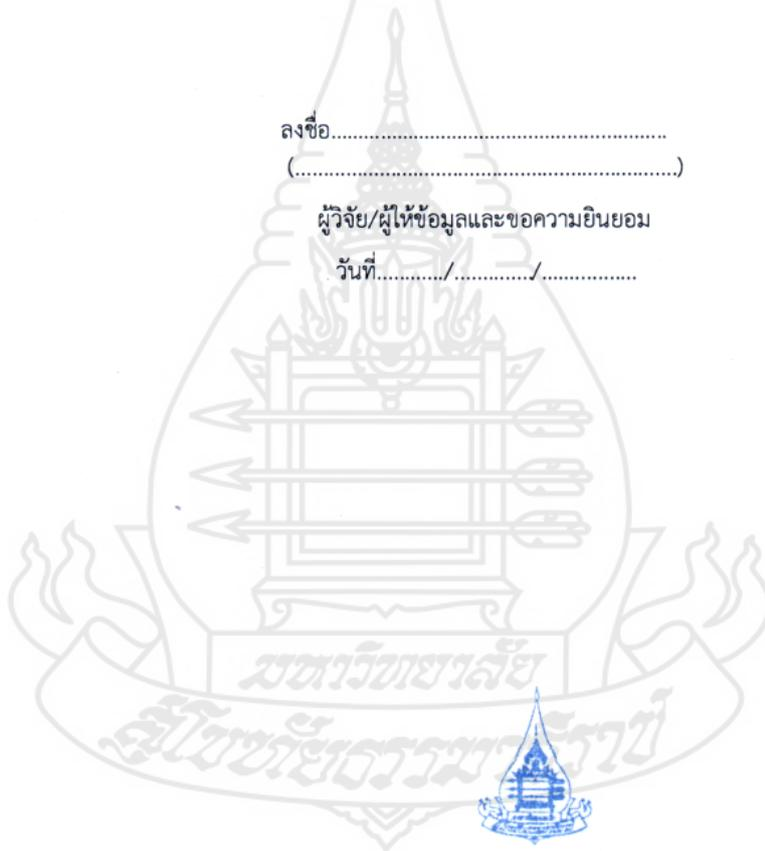 ลงชื่อ................................................................
(.........................................................................)
ผู้วิจัย/ผู้ให้ข้อมูลและขอความยินยอม
วันที่............/............../.................
มหาวิทยาลัย
สุโขทัยธรรมาธิราช